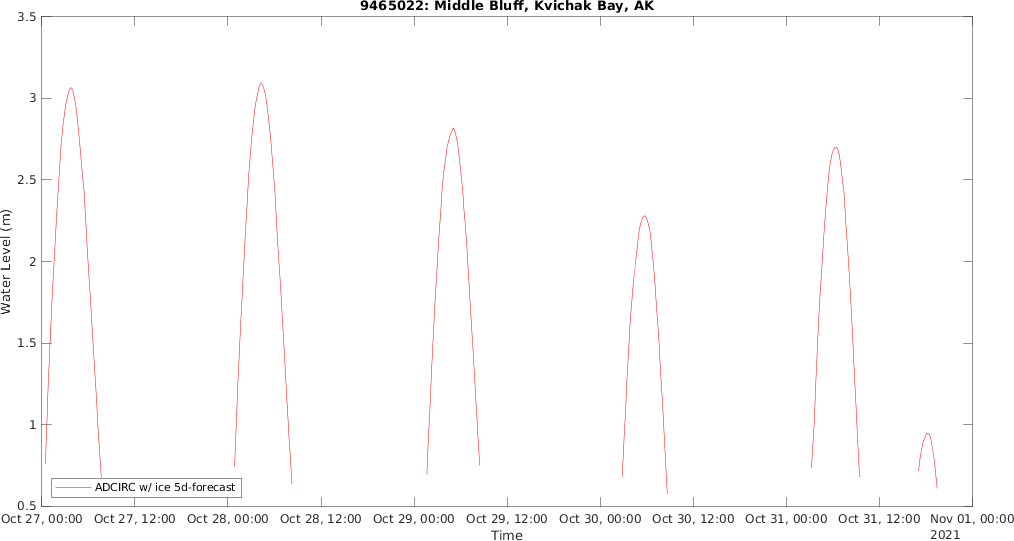 9465022: Middle Bluff, Kvichak Bay, AK
3.5
3
2.5
2
1.5
1
0.5
Water Level (m)
ADCIRC w/ ice 5d-forecast
Oct 27, 00:00 Oct 27, 12:00 Oct 28, 00:00 Oct 28, 12:00 Oct 29, 00:00 Oct 29, 12:00 Oct 30, 00:00 Oct 30, 12:00 Oct 31, 00:00 Oct 31, 12:00 Nov 01, 00:00
Time
2021